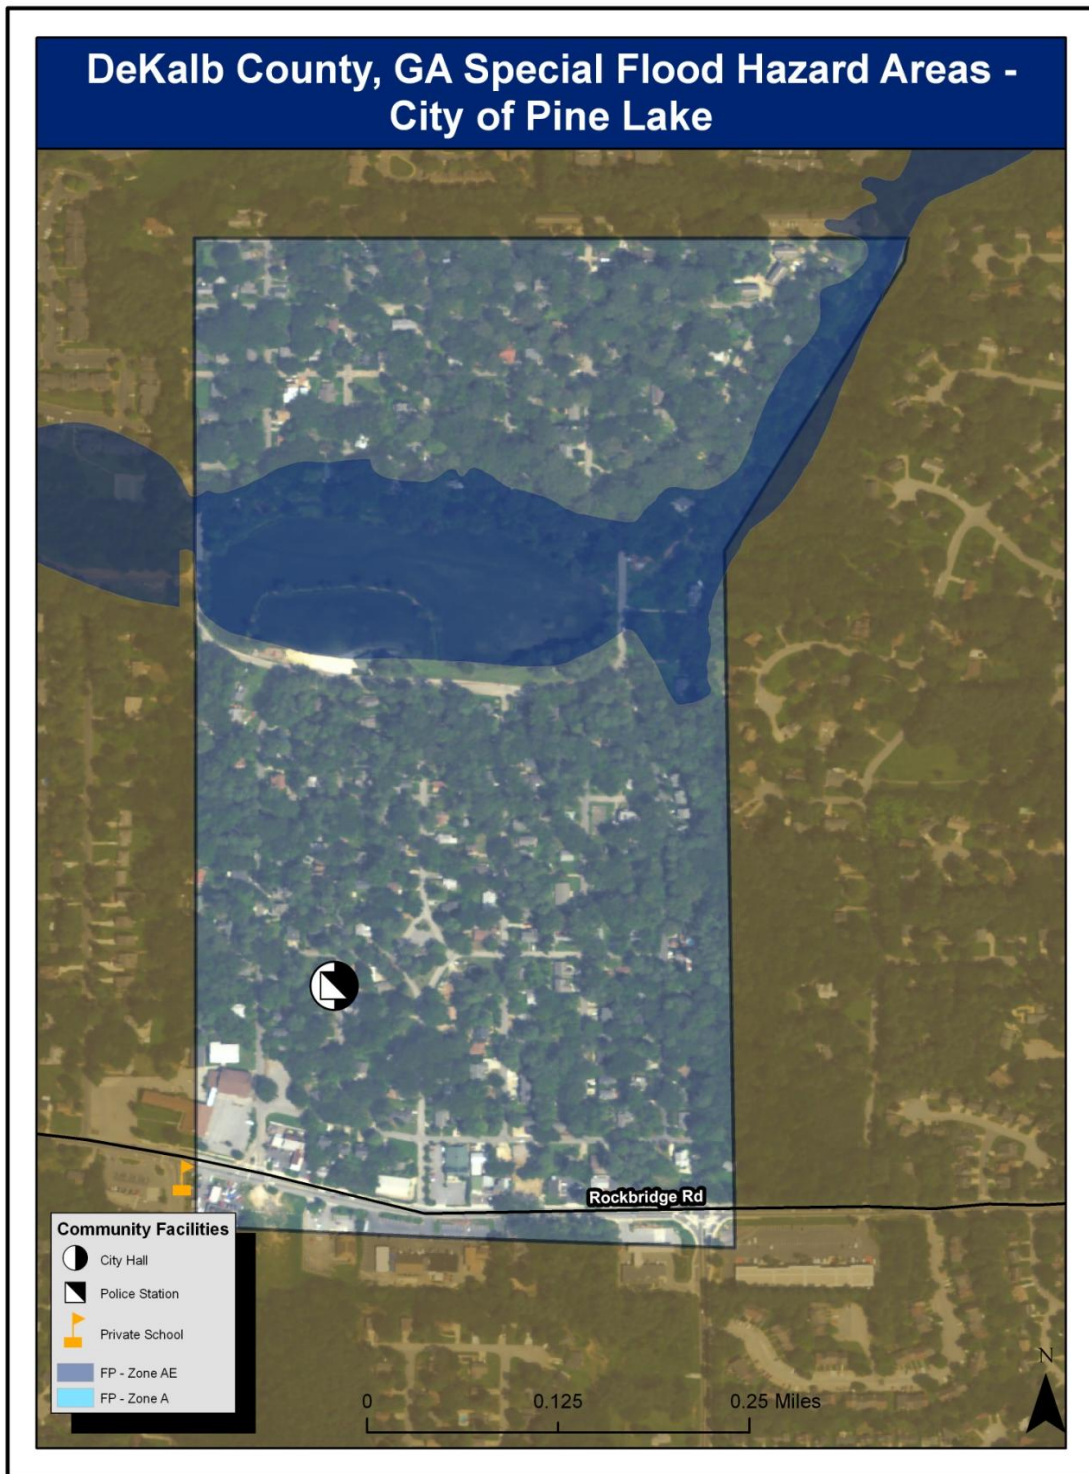 DeKalb County, GA Special Flood Hazard Areas -
City of Pine Lake
Rockbridge Rd
Community Facilities
City Hall
Police Station
Private School
FP - Zone AE
FP - Zone A
0 0.125 0.25 Miles
N